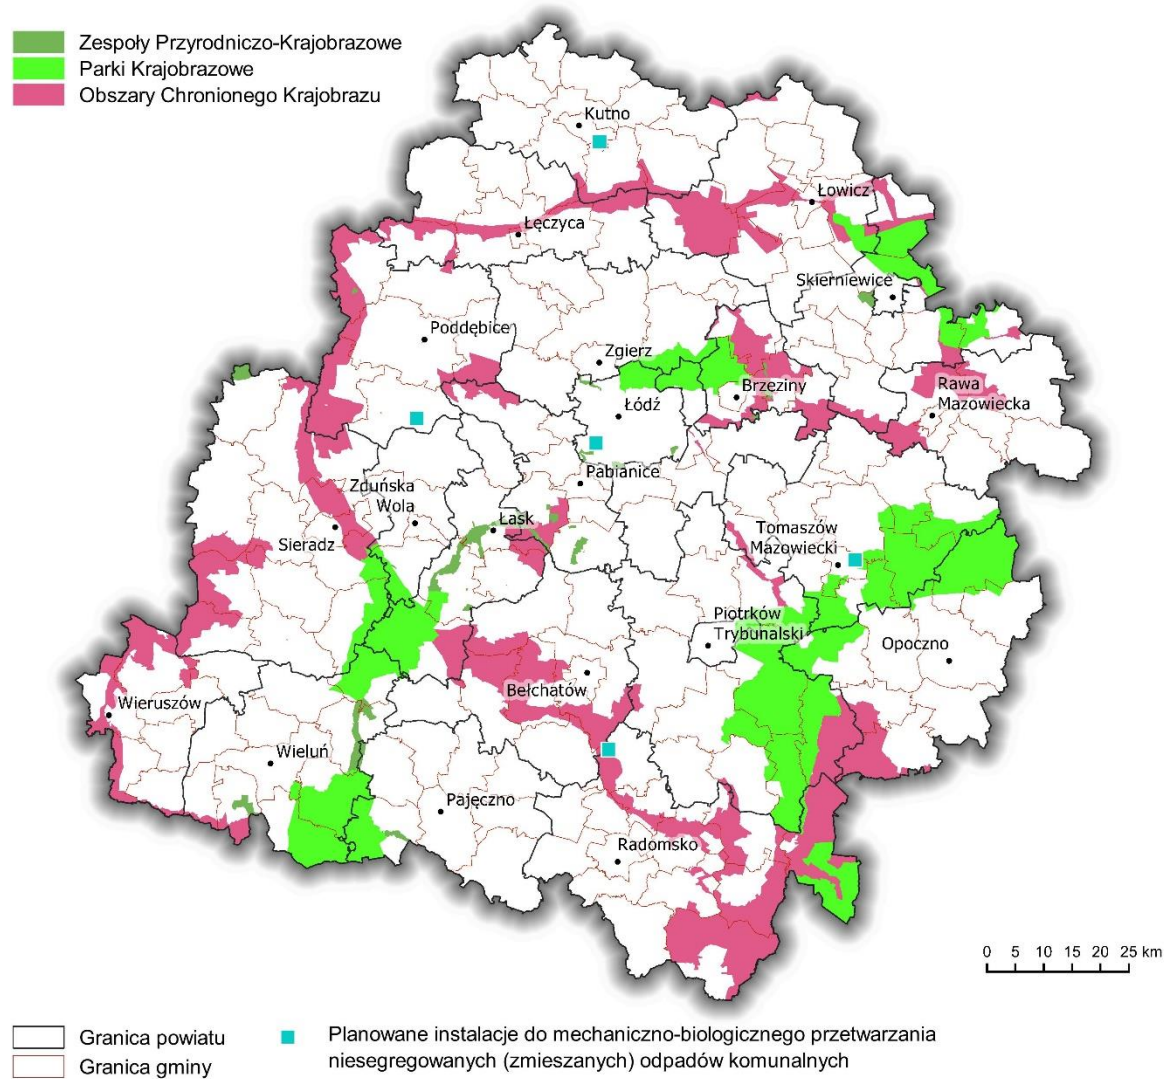 Zespoły Przyrodniczo-Krajobrazowe
Parki Krajobrazowe
Obszary Chronionego Krajobrazu
Kutno
Łowicz
Łęczyca
Skierniewice
Poddębice
Zgierz
Brzeziny
Rawa
Mazowiecka
Łódź
Pabianice
Zduńska
Wola
Łask
Sieradz
Tomaszów
Mazowiecki
Piotrków
Trybunalski
Opoczno
Bełchatów
Wieruszów
Wieluń
Pajęczno
Radomsko
0 5 10 15 20 25 km
Granica powiatu
Granica gminy
Planowane instalacje do mechaniczno-biologicznego przetwarzania
niesegregowanych (zmieszanych) odpadów komunalnych